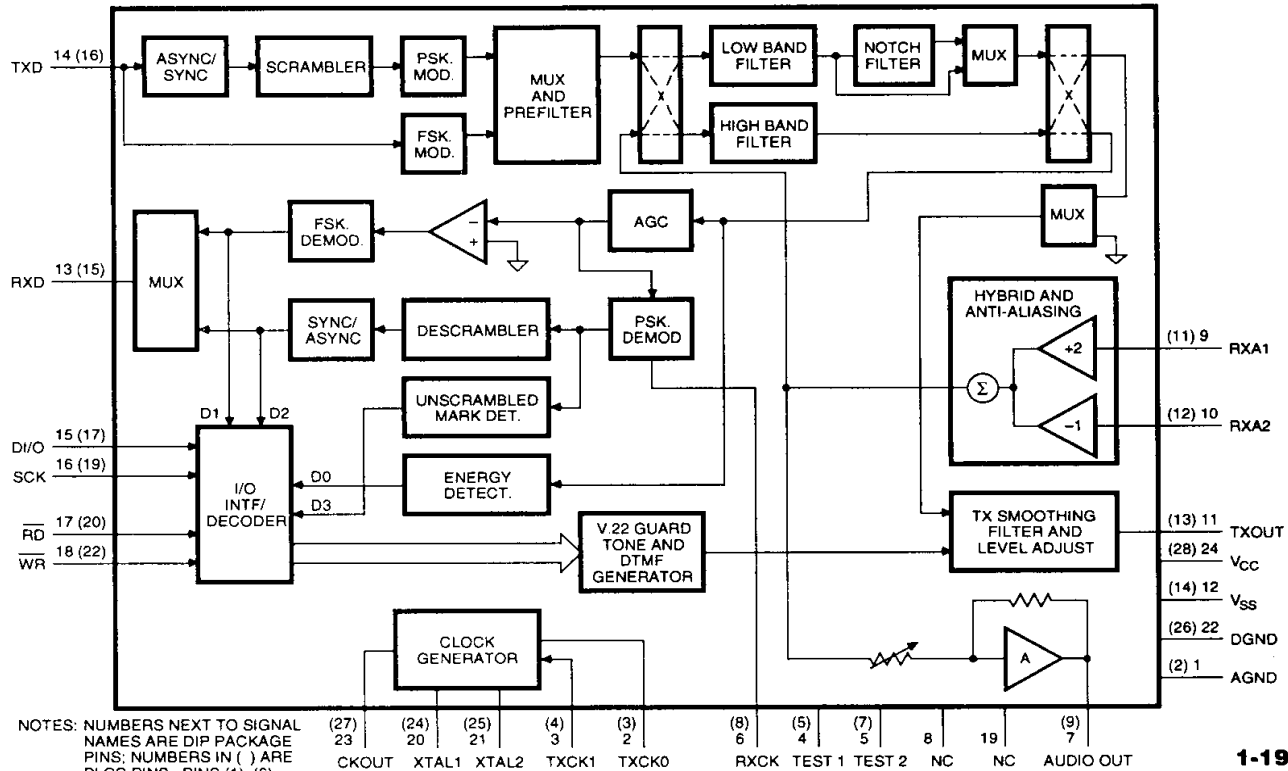 TXD
14 (16)
ASYNC/
SYNC
SCRAMBLER
PSK.
MOD.
FSK.
MOD.
MUX
AND
PREFILTER
X
LOW BAND
FILTER
HIGH BAND
FILTER
NOTCH
FILTER
MUX
X
MUX
RXD
13 (15)
MUX
FSK.
DEMOD.
−
+
AGC
SYNC/
ASYNC
DESCRAMBLER
PSK.
DEMOD
UNSCRAMBLED
MARK DET.
ENERGY
DETECT.
HYBRID AND
ANTI-ALIASING
+2
Σ
−1
(11) 9 RXA1
(12) 10 RXA2
D1 D2
DI/O 15 (17)
SCK 16 (19)
RD 17 (20)
WR 18 (22)
I/O
INTF/
DECODER
D0
D3
V.22 GUARD
TONE AND
DTMF
GENERATOR
TX SMOOTHING
FILTER AND
LEVEL ADJUST
(13) 11 TXOUT
(28) 24 VCC
(14) 12 VSS
(26) 22 DGND
(2) 1 AGND
CLOCK
GENERATOR
A
NOTES: NUMBERS NEXT TO SIGNAL
NAMES ARE DIP PACKAGE
PINS; NUMBERS IN ( ) ARE
(27) (24) (25) (4) (3) (8) (5) (7) (9)
23 20 21 3 2 6 4 5 8 19 7
CKOUT XTAL1 XTAL2 TXCK1 TXCK0 RXCK TEST 1 TEST 2 NC NC AUDIO OUT
1-19